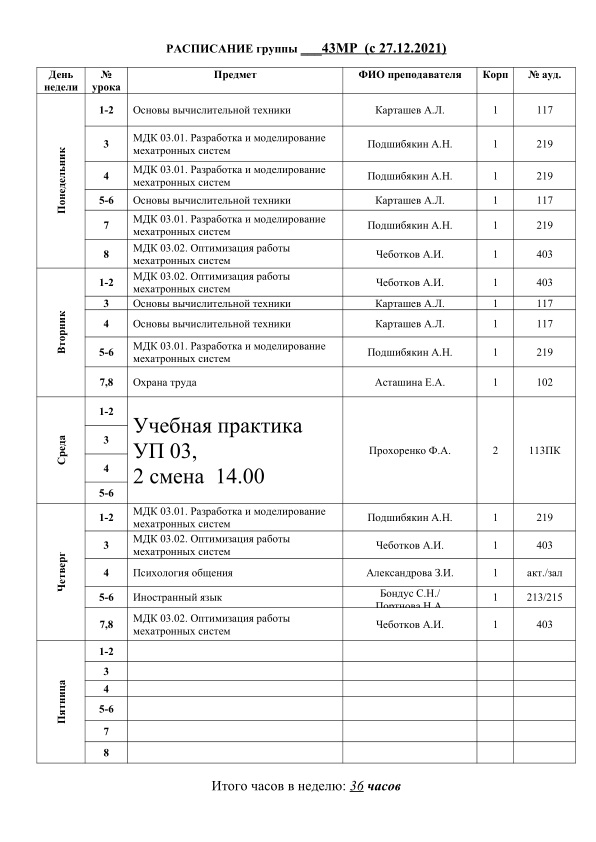 РАСПИСАНИЕ группы ___43МР (с 27.12.2021)
День недели № урока Предмет ФИО преподавателя Корп № ауд.
Понедельник
1-2 Основы вычислительной техники Карташев А.Л. 1 117
3 МДК 03.01. Разработка и моделирование
мехатронных систем Подшибякин А.Н. 1 219
4 МДК 03.01. Разработка и моделирование
мехатронных систем Подшибякин А.Н. 1 219
5-6 Основы вычислительной техники Карташев А.Л. 1 117
7 МДК 03.01. Разработка и моделирование
мехатронных систем Подшибякин А.Н. 1 219
8 МДК 03.02. Оптимизация работы
мехатронных систем Чеботков А.И. 1 403
Вторник
1-2 МДК 03.02. Оптимизация работы
мехатронных систем Чеботков А.И. 1 403
3 Основы вычислительной техники Карташев А.Л. 1 117
4 Основы вычислительной техники Карташев А.Л. 1 117
5-6 МДК 03.01. Разработка и моделирование
мехатронных систем Подшибякин А.Н. 1 219
7,8 Охрана труда Асташина Е.А. 1 102
Среда
1-2
3
4
5-6
Учебная практика
УП 03,
2 смена 14.00
Прохоренко Ф.А. 2 113ПК
Четверг
1-2 МДК 03.01. Разработка и моделирование
мехатронных систем Подшибякин А.Н. 1 219
3 МДК 03.02. Оптимизация работы
мехатронных систем Чеботков А.И. 1 403
4 Психология общения Александрова З.И. 1 акт./зал
5-6 Иностранный язык Бондус С.Н./
Портнова Н.А. 1 213/215
7,8 МДК 03.02. Оптимизация работы
мехатронных систем Чеботков А.И. 1 403
Пятница
1-2
3
4
5-6
7
8
Итого часов в неделю: 36 часов